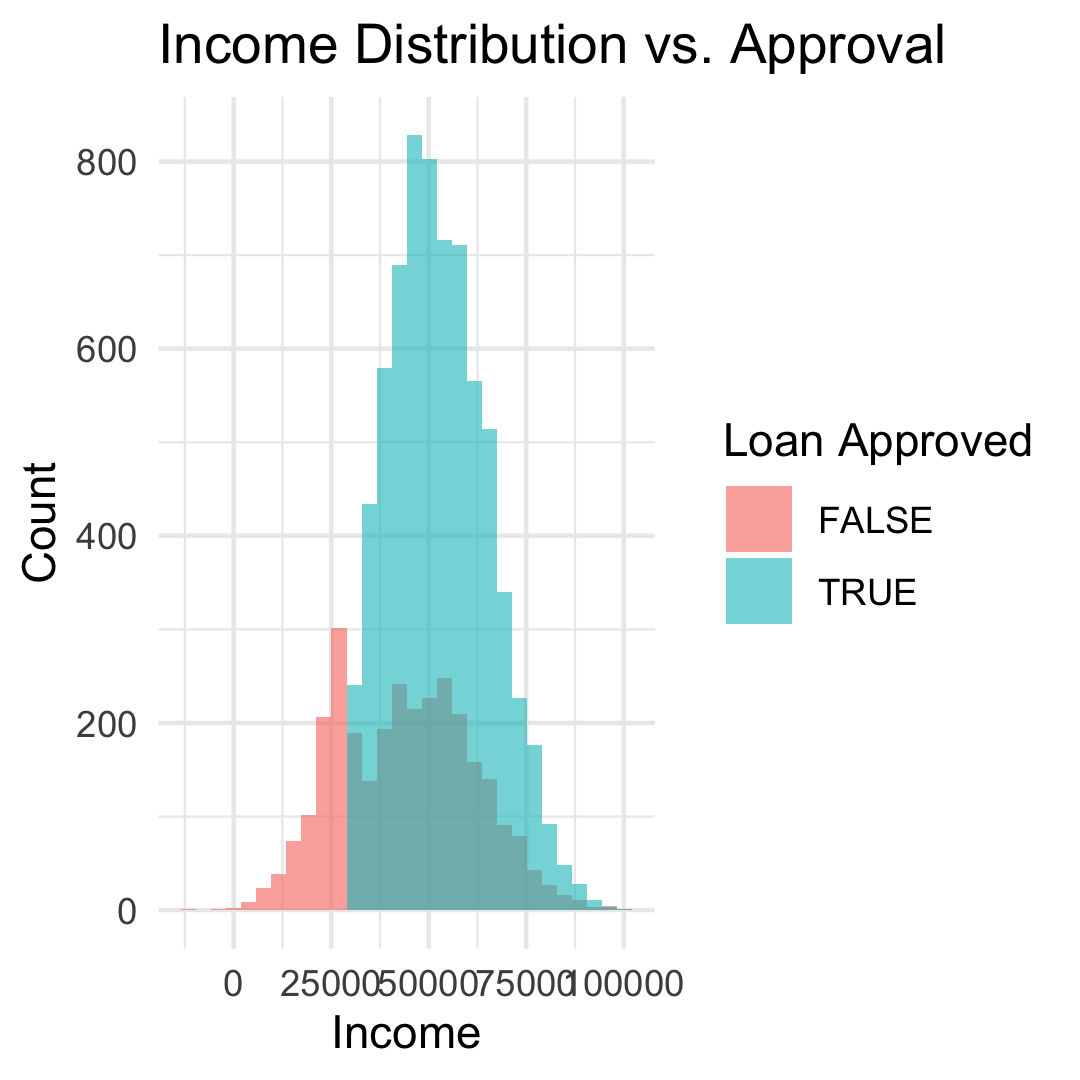 Income Distribution vs. Approval
800
600
400
200
0
Count
0 25000 50000 75000 100000
Income
Loan Approved
FALSE
TRUE